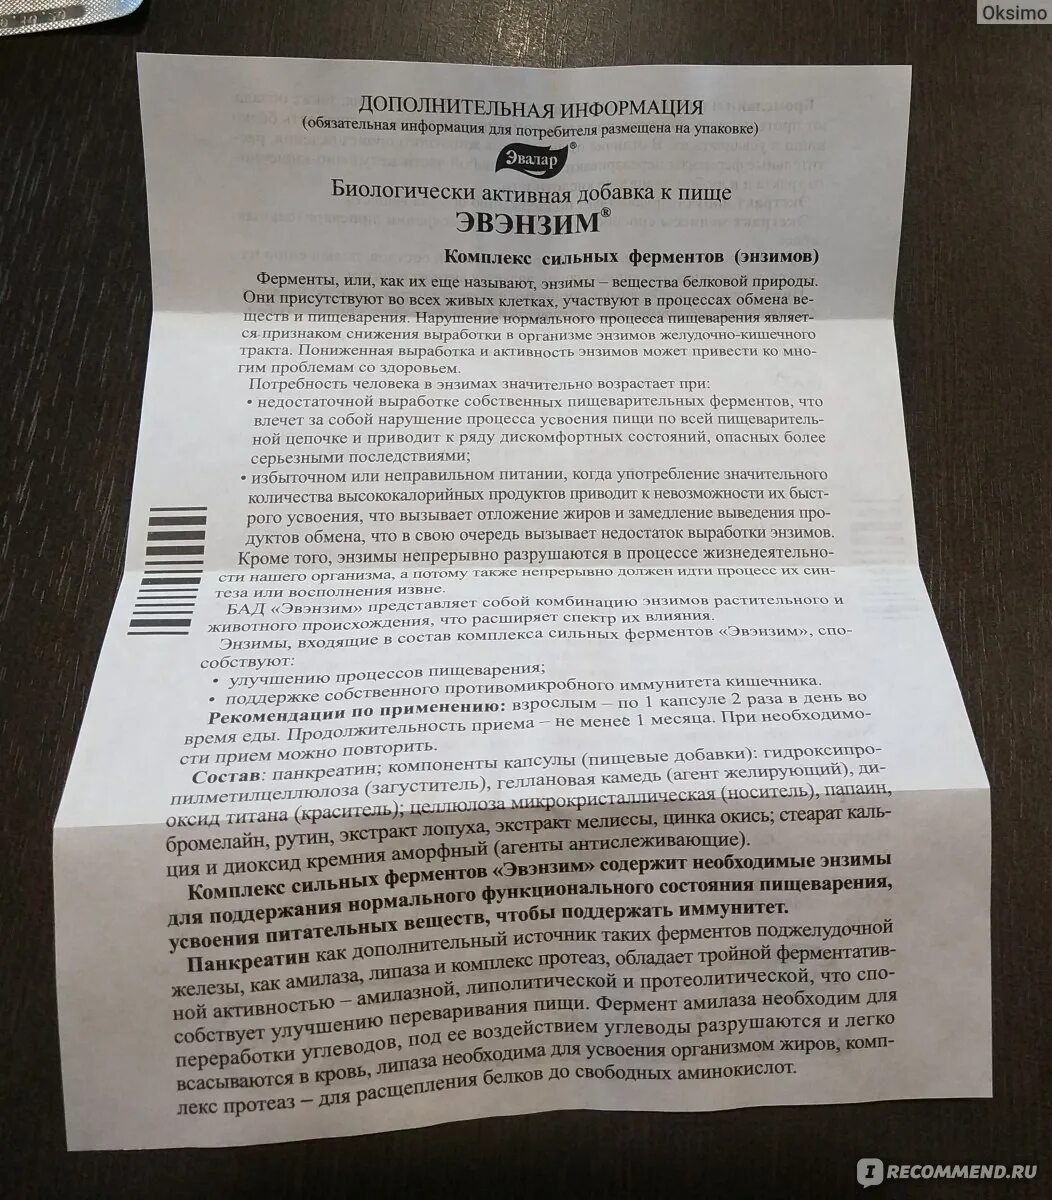 Oksimo
ДОПОЛНИТЕЛЬНАЯ ИНФОРМАЦИЯ
(обязательная информация для потребителя размещена на упаковке)
Эвалар®
Биологически активная добавка к пище
ЭВЭНЗИМ®
Комплекс сильных ферментов (энзимов)
Ферменты, или, как их еще называют, энзимы – вещества белковой природы.
Они присутствуют во всех живых клетках, участвуют в процессах обмена ве-
ществ и пищеварения. Нарушение нормального процесса пищеварения являет-
ся признаком снижения выработки в организме энзимов желудочно-кишечного
тракта. Пониженная выработка и активность энзимов может привести ко мно-
гим проблемам со здоровьем.
Потребность человека в энзимах значительно возрастает при:
• недостаточной выработке собственных пищеварительных ферментов, что
влечет за собой нарушение процесса усвоения пищи по всей пищеваритель-
ной цепочке и приводит к ряду дискомфортных состояний, опасных более
серьезными последствиями;
• избыточном или неправильном питании, когда употребление значительного
количества высококалорийных продуктов приводит к невозможности их быст-
рого усвоения, что вызывает отложение жиров и замедление выведения про-
дуктов обмена, что в свою очередь вызывает недостаток выработки энзимов.
Кроме того, энзимы непрерывно разрушаются в процессе жизнедеятельно-
сти нашего организма, а потому также непрерывно должен идти процесс их син-
теза или восполнения извне.
БАД «Эвэнзим» представляет собой комбинацию энзимов растительного и
животного происхождения, что расширяет спектр их влияния.
Энзимы, входящие в состав комплекса сильных ферментов «Эвэнзим», спо-
собствуют:
• улучшению процессов пищеварения;
• поддержке собственного противомикробного иммунитета кишечника.
Рекомендации по применению: взрослым – по 1 капсуле 2 раза в день во
время еды. Продолжительность приема – не менее 1 месяца. При необходимо-
сти прием можно повторить.
Состав: панкреатин; компоненты капсулы (пищевые добавки): гидроксипро-
пилметилцеллюлоза (загуститель), геллановая камедь (агент желирующий), ди-
оксид титана (краситель); целлюлоза микрокристаллическая (носитель), папаин,
бромелайн, рутин, экстракт лопуха, экстракт мелиссы, цинка окись; стеарат каль-
ция и диоксид кремния аморфный (агенты антислеживающие).
Комплекс сильных ферментов «Эвэнзим» содержит необходимые энзимы
для поддержания нормального функционального состояния пищеварения,
усвоения питательных веществ, чтобы поддержать иммунитет.
Панкреатин как дополнительный источник таких ферментов поджелудочной
железы, как амилаза, липаза и комплекс протеаз, обладает тройной ферментатив-
ной активностью – амилазной, липолитической и протеолитической, что спо-
собствует улучшению переваривания пищи. Фермент амилаза необходим для
переработки углеводов, под ее воздействием углеводы разрушаются и легко
всасываются в кровь, липаза необходима для усвоения организмом жиров, комп-
лекс протеаз – для расщепления белков до свободных аминокислот.
IRECOMMEND.RU